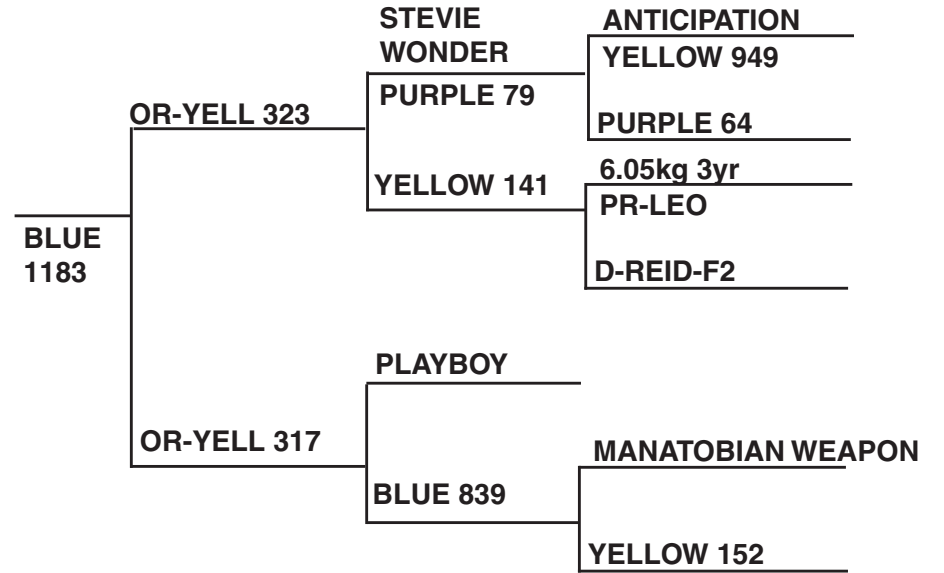 STEVIE
WONDER
PURPLE 79
ANTICIPATION
YELLOW 949
PURPLE 64
OR-YELL 323
YELLOW 141
6.05kg 3yr
PR-LEO
D-REID-F2
BLUE
1183
PLAYBOY
OR-YELL 317
BLUE 839
MANATOBIAN WEAPON
YELLOW 152